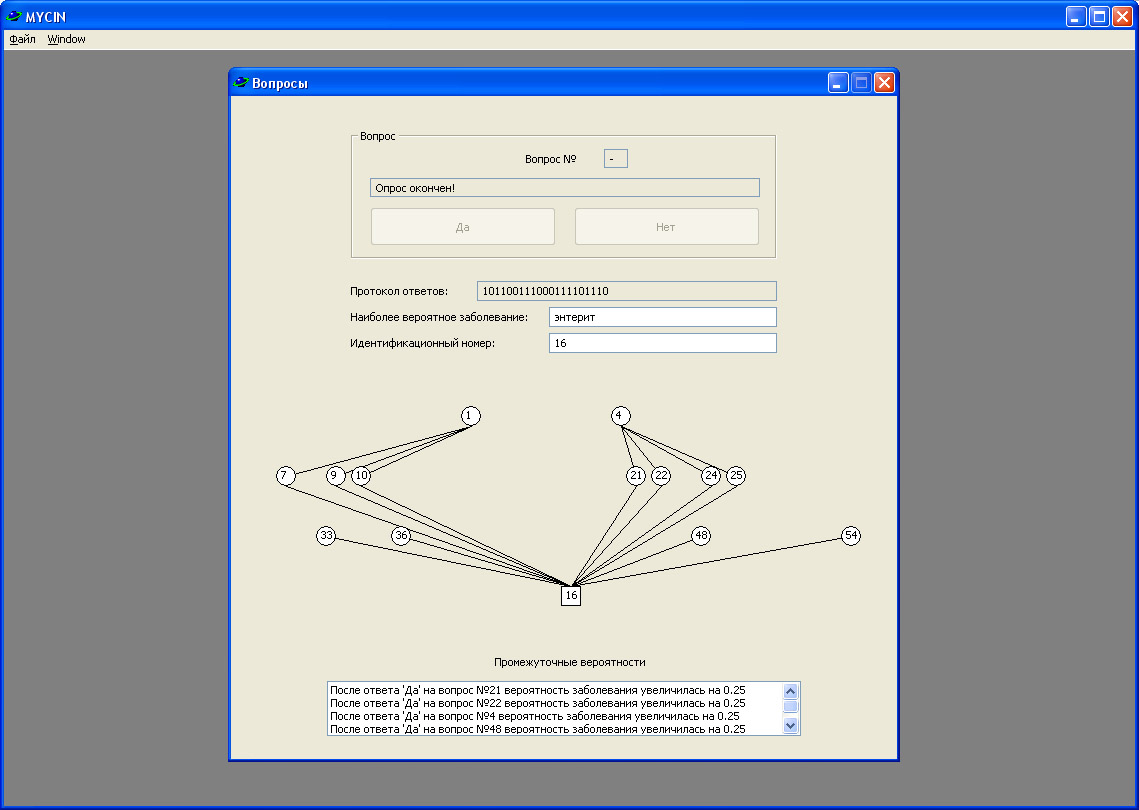 MYCIN
Файл Window
Вопросы
Вопрос
Вопрос № -
Опрос окончен!
Да Нет
Протокол ответов: 101100111000111101110
Наиболее вероятное заболевание: энтерит
Идентификационный номер: 16
1 4
7 9 10 21 22 24 25
33 36 48 54
16
Промежуточные вероятности
После ответа 'Да' на вопрос №21 вероятность заболевания увеличилась на 0.25
После ответа 'Да' на вопрос №22 вероятность заболевания увеличилась на 0.25
После ответа 'Да' на вопрос №4 вероятность заболевания увеличилась на 0.25
После ответа 'Да' на вопрос №48 вероятность заболевания увеличилась на 0.25